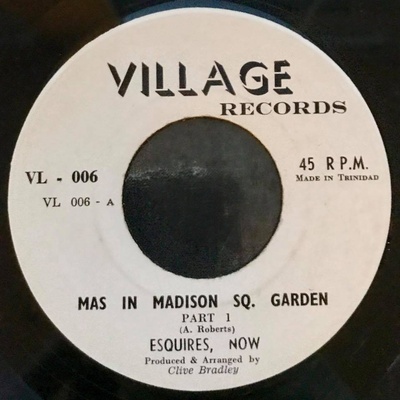 VILLAGE
RECORDS
VL - 006
45 R P.M.
VL 006 - A
MADE IN TRINIDAD
MAS IN MADISON SQ. GARDEN
PART 1
(A. Roberts)
ESQUIRES, NOW
Produced & Arranged by
Clive Bradley